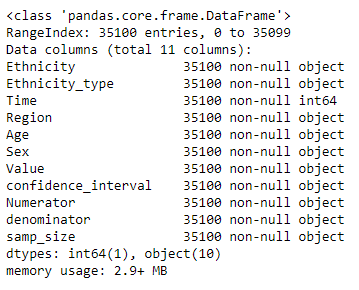 <class 'pandas.core.frame.DataFrame'>
RangeIndex: 35100 entries, 0 to 35099
Data columns (total 11 columns):
Ethnicity              35100 non-null object
Ethnicity_type         35100 non-null object
Time                   35100 non-null int64
Region                 35100 non-null object
Age                    35100 non-null object
Sex                    35100 non-null object
Value                  35100 non-null object
confidence_interval    35100 non-null object
Numerator              35100 non-null object
denominator            35100 non-null object
samp_size              35100 non-null object
dtypes: int64(1), object(10)
memory usage: 2.9+ MB